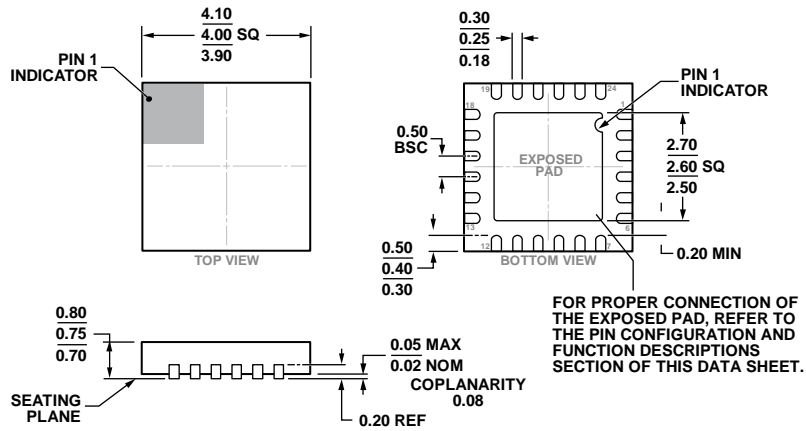 4.10
4.00 SQ
3.90
PIN 1
INDICATOR
TOP VIEW
0.30
0.25
0.18
PIN 1
INDICATOR
19
24
18
1
0.50
BSC
EXPOSED
PAD
2.70
2.60 SQ
2.50
13
6
12
7
BOTTOM VIEW
0.50
0.40
0.30
0.20 MIN
FOR PROPER CONNECTION OF
THE EXPOSED PAD, REFER TO
THE PIN CONFIGURATION AND
FUNCTION DESCRIPTIONS
SECTION OF THIS DATA SHEET.
0.80
0.75
0.70
0.05 MAX
0.02 NOM
COPLANARITY
0.08
SEATING
PLANE
0.20 REF